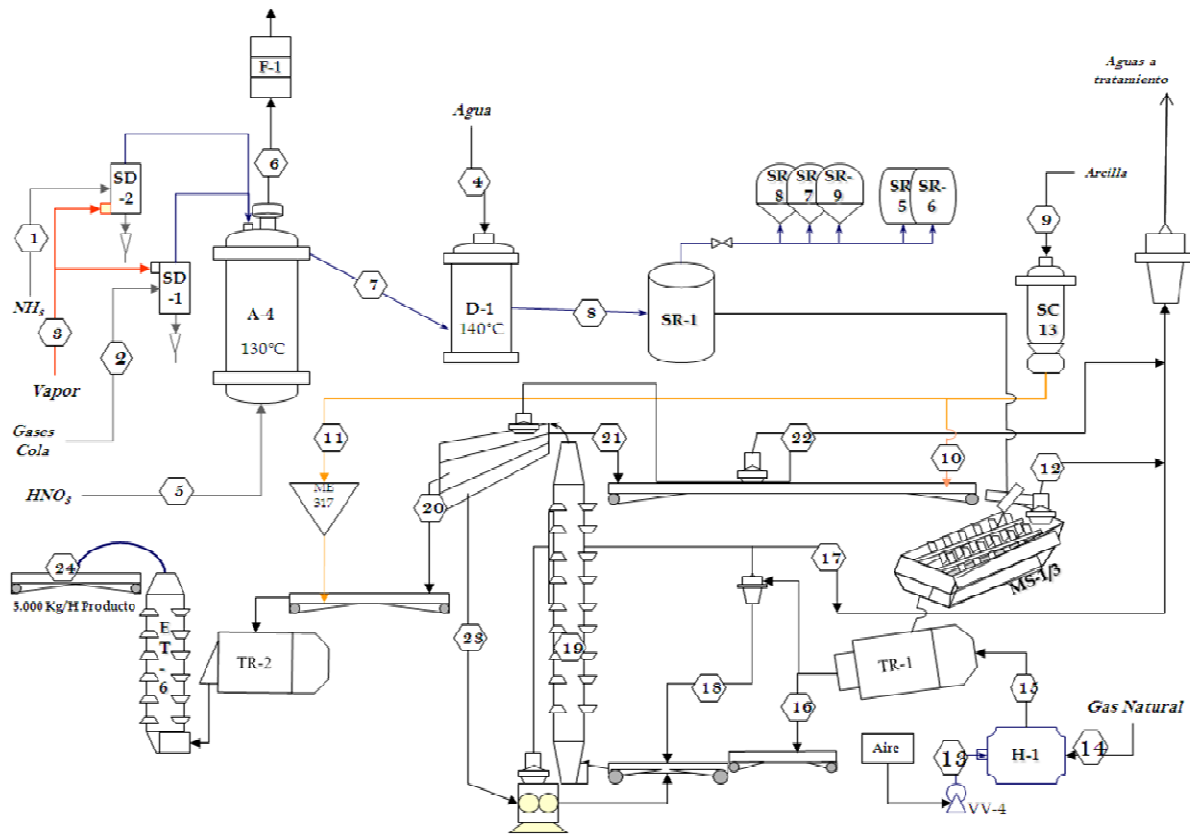 Aguas a
tratamiento
F-1
Agua
6
SD
-2
4
SR
8
SR
7
SR-
9
SR
5
SR-
6
Arcilla
9
1
SD
-1
7
D-1
140°C
8
SR-1
SC
13
A-4
130°C
NH₃
3
2
Vapor
Gases
Cola
11
21
22
10
12
HNO₃
5
ME
317
20
24
17
MS-1/3
5.000 Kg/H Producto
E
T
-
6
TR-2
23
19
TR-1
18
16
15
Gas Natural
Aire
13
H-1
14
VV-4